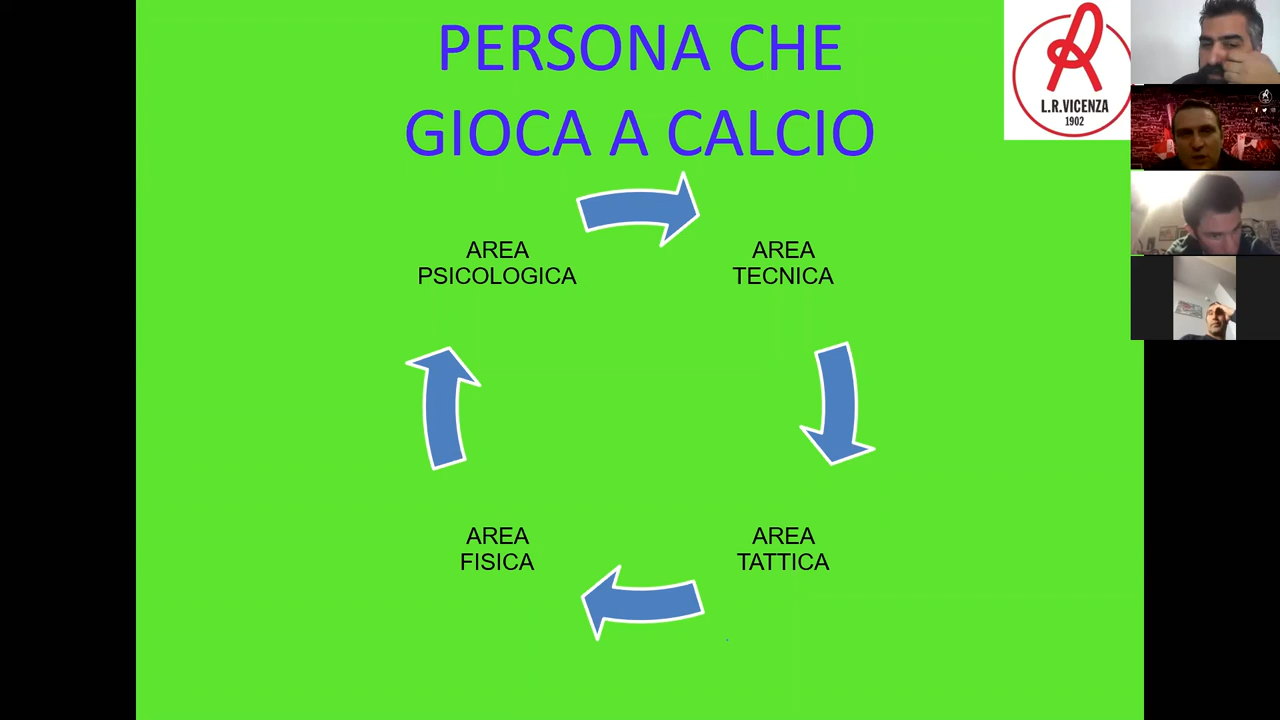 PERSONA CHE
GIOCA A CALCIO
L.R.VICENZA
1902
AREA
PSICOLOGICA
AREA
TECNICA
AREA
FISICA
AREA
TATTICA